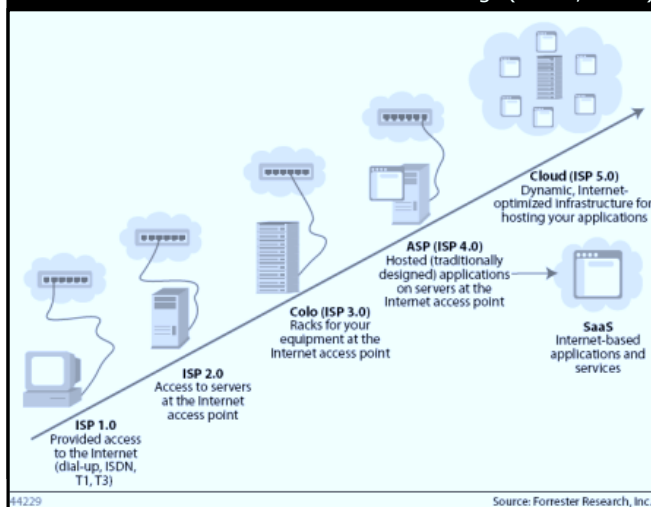 Cloud (ISP 5.0)
Dynamic, Internet-
optimized infrastructure for
hosting your applications
ASP (ISP 4.0)
Hosted (traditionally
designed) applications
on servers at the
Internet access point
SaaS
Internet-based
applications and
services
Colo (ISP 3.0)
Racks for your
equipment at the
Internet access point
ISP 2.0
Access to servers
at the Internet
access point
ISP 1.0
Provided access
to the Internet
(dial-up, ISDN,
T1, T3)
44229
Source: Forrester Research, Inc.